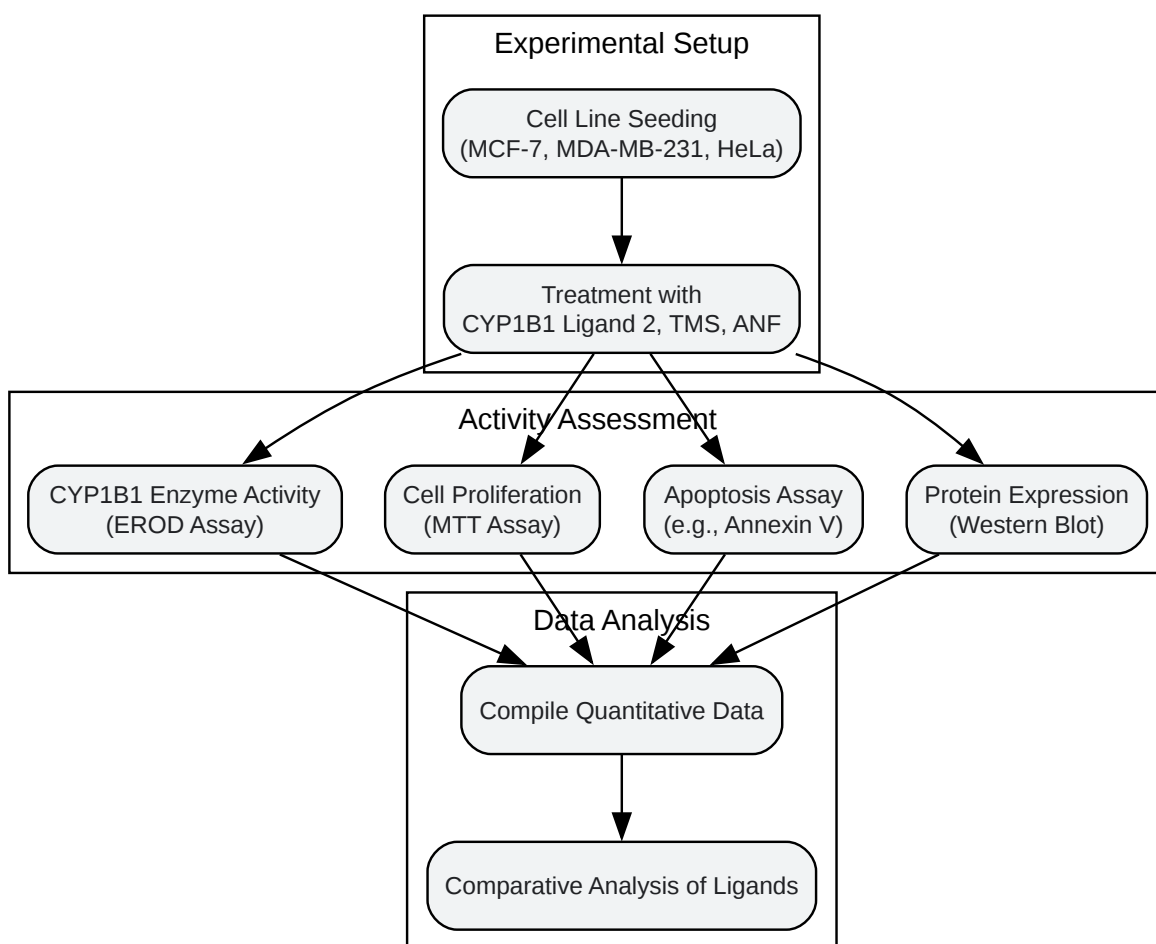 Experimental Setup
Cell Line Seeding
(MCF-7, MDA-MB-231, HeLa)
Treatment with
CYP1B1 Ligand 2, TMS, ANF
Activity Assessment
CYP1B1 Enzyme Activity
(EROD Assay)
Cell Proliferation
(MTT Assay)
Apoptosis Assay
(e.g., Annexin V)
Protein Expression
(Western Blot)
Data Analysis
Compile Quantitative Data
Comparative Analysis of Ligands